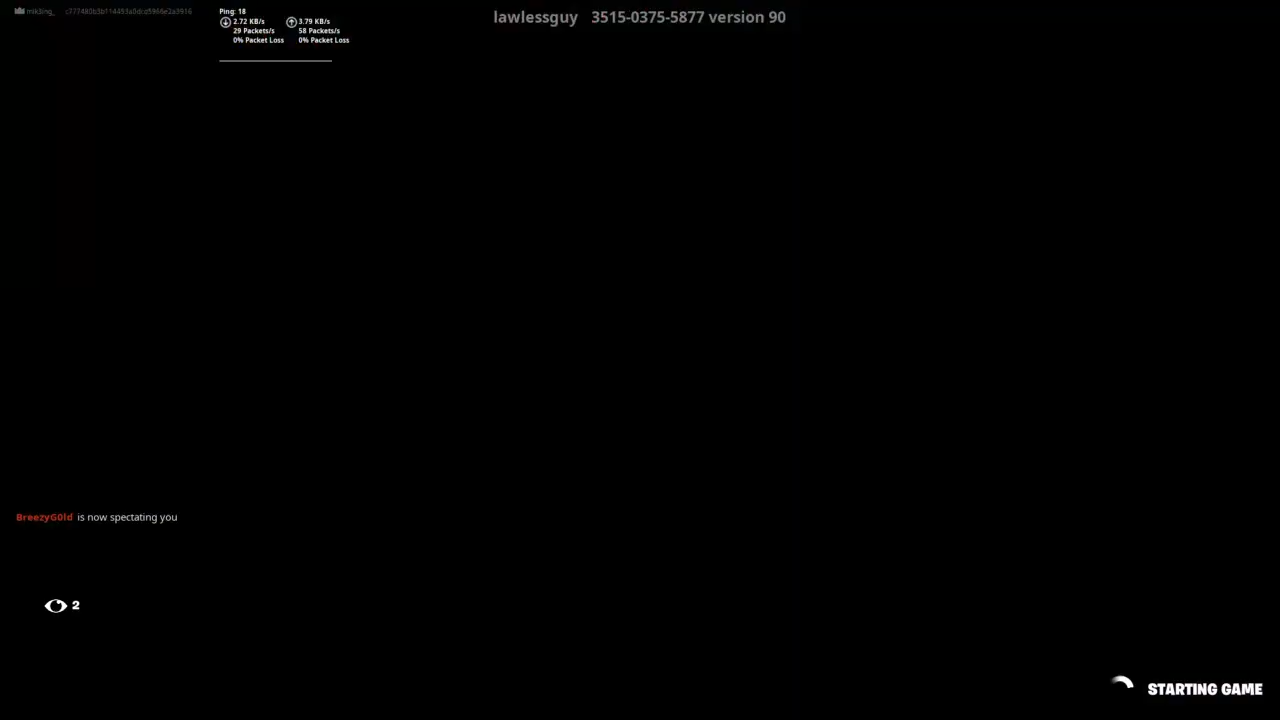 Ping: 18
2.72 KB/s 3.79 KB/s
29 Packets/s 58 Packets/s
0% Packet Loss 0% Packet Loss
lawlessguy 3515-0375-5877 version 90
BreezyG0ld is now spectating you
2
STARTING GAME